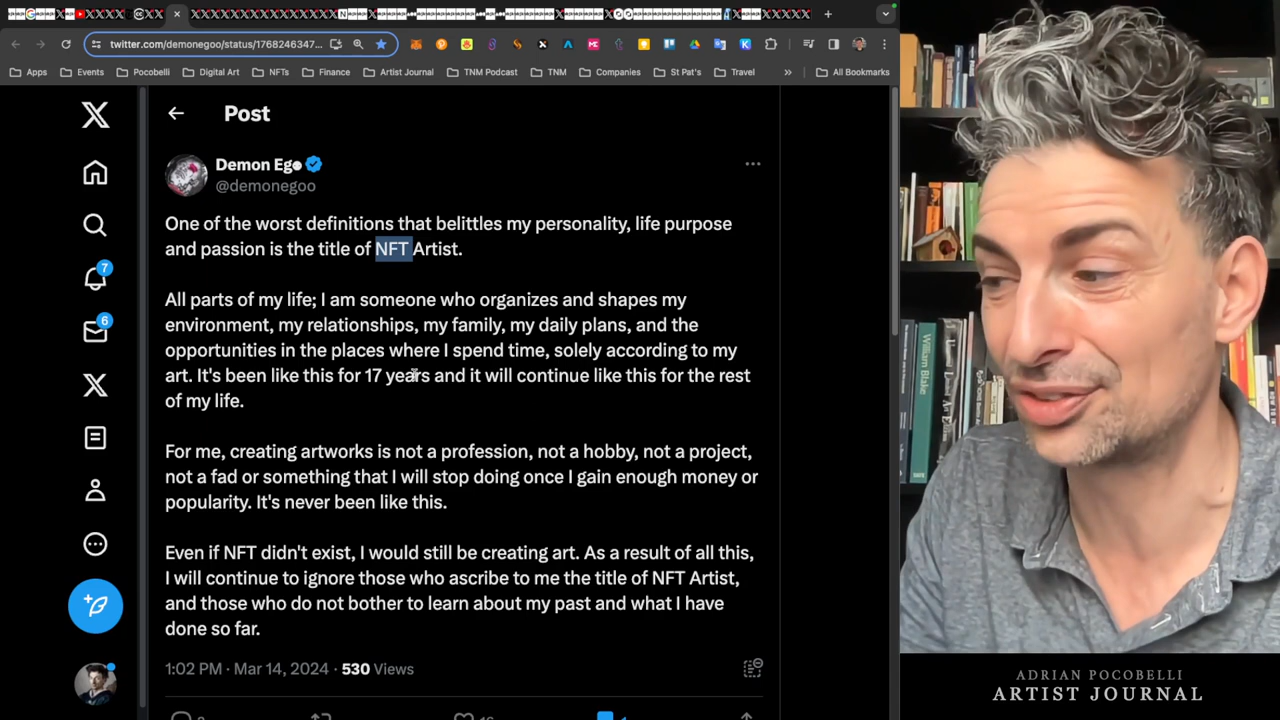 twitter.com/demonegoo/status/1768246347...
Apps Events Pocobelli Digital Art NFTs Finance Artist Journal TNM Podcast TNM Companies St Pat's Travel » All Bookmarks
Post
Demon Ego
@demonegoo
One of the worst definitions that belittles my personality, life purpose
and passion is the title of NFT Artist.
All parts of my life; I am someone who organizes and shapes my
environment, my relationships, my family, my daily plans, and the
opportunities in the places where I spend time, solely according to my
art. It's been like this for 17 years and it will continue like this for the rest
of my life.
For me, creating artworks is not a profession, not a hobby, not a project,
not a fad or something that I will stop doing once I gain enough money or
popularity. It's never been like this.
Even if NFT didn't exist, I would still be creating art. As a result of all this,
I will continue to ignore those who ascribe to me the title of NFT Artist,
and those who do not bother to learn about my past and what I have
done so far.
1:02 PM · Mar 14, 2024 · 530 Views
7
6
William Blake
ADRIAN POCOBELLI
ARTIST JOURNAL